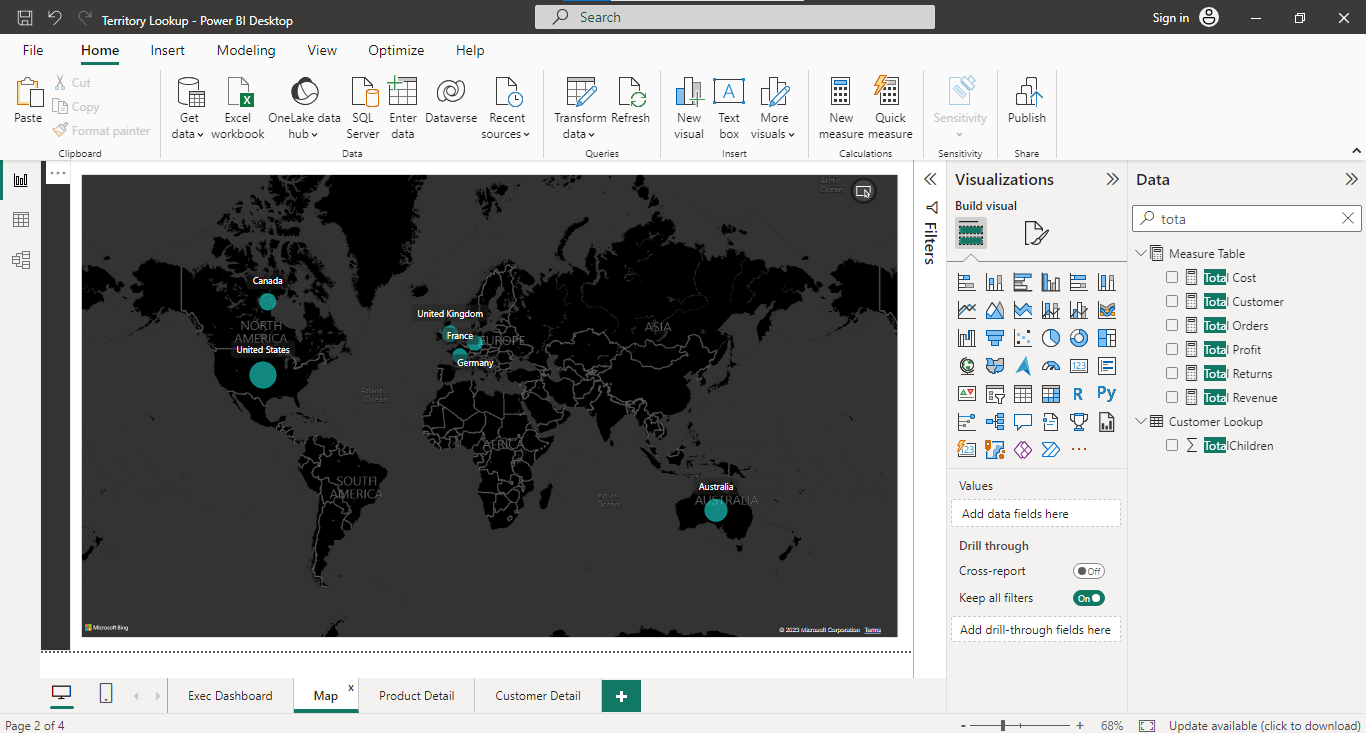 Territory Lookup - Power BI Desktop
Search
Sign in
File
Home
Insert
Modeling
View
Optimize
Help
Paste
Cut
Copy
Format painter
Clipboard
Get data
Excel workbook
OneLake data hub
SQL Server
Enter data
Dataverse
Recent sources
Data
Transform data
Refresh
Queries
New visual
Text box
More visuals
Insert
New measure
Quick measure
Calculations
Sensitivity
Sensitivity
Publish
Share
Arctic
Ocean
Canada
NORTH
AMERICA
United States
United Kingdom
France
EUROPE
Germany
ASIA
Atlantic
Ocean
AFRICA
SOUTH
AMERICA
Indian
Ocean
Australia
AUSTRALIA
Microsoft Bing
© 2023 Microsoft Corporation Terms
Filters
Visualizations
Build visual
123
R
Py
123
Values
Add data fields here
Drill through
Cross-report
Off
Keep all filters
On
Add drill-through fields here
Data
tota
Measure Table
Total Cost
Total Customer
Total Orders
Total Profit
Total Returns
Total Revenue
Customer Lookup
TotalChildren
Exec Dashboard
Map
x
Product Detail
Customer Detail
+
Page 2 of 4
- +
68%
Update available (click to download)